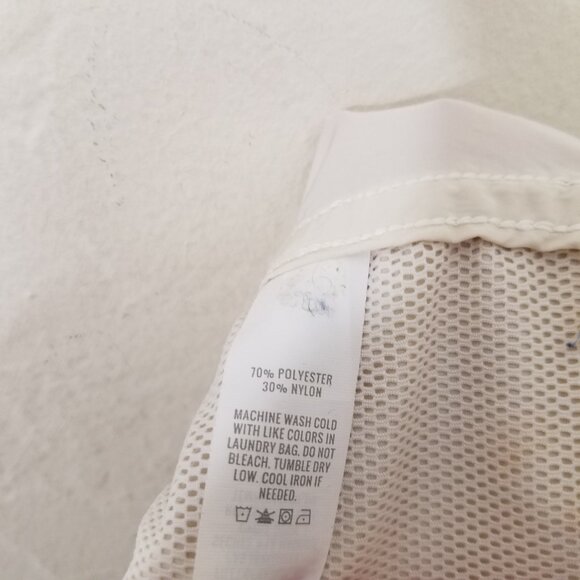 70% POLYESTER
30% NYLON
MACHINE WASH COLD
WITH LIKE COLORS IN
LAUNDRY BAG. DO NOT
BLEACH. TUMBLE DRY
LOW. COOL IRON IF
NEEDED.